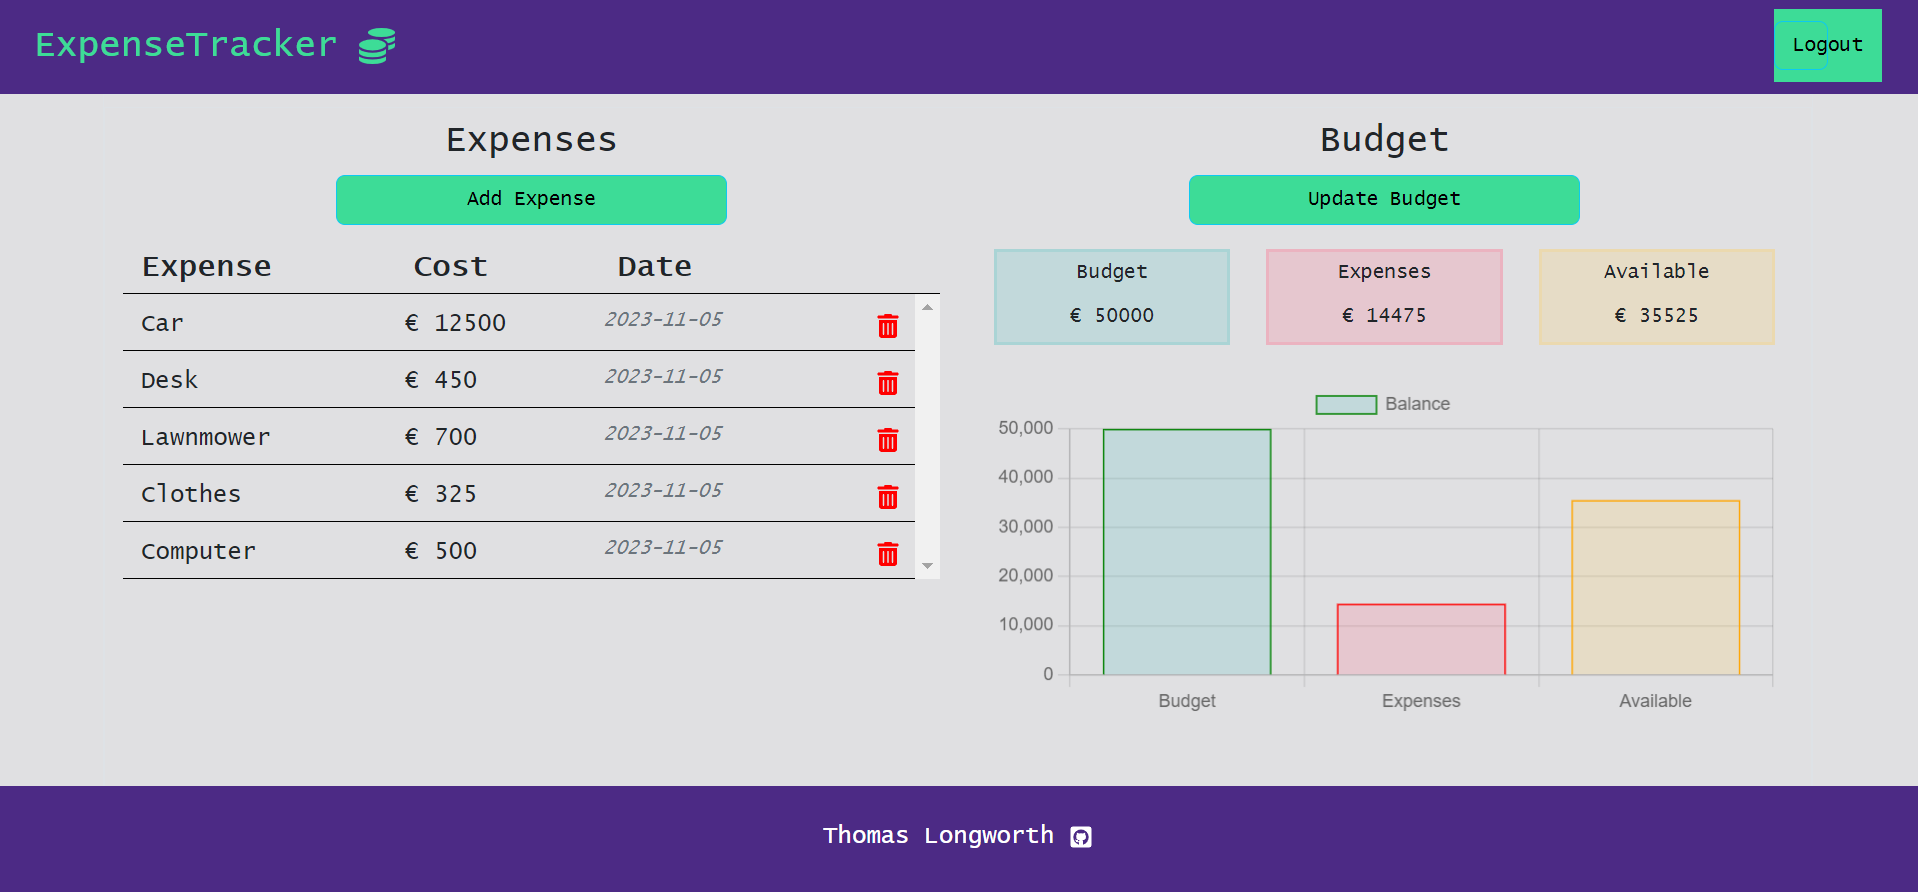 ExpenseTracker
Logout
Expenses
Add Expense
Expense Cost Date
Car € 12500 2023-11-05
Desk € 450 2023-11-05
Lawnmower € 700 2023-11-05
Clothes € 325 2023-11-05
Computer € 500 2023-11-05
Budget
Update Budget
Budget
€ 50000
Expenses
€ 14475
Available
€ 35525
Balance
50,000
40,000
30,000
20,000
10,000
0
Budget Expenses Available
Thomas Longworth